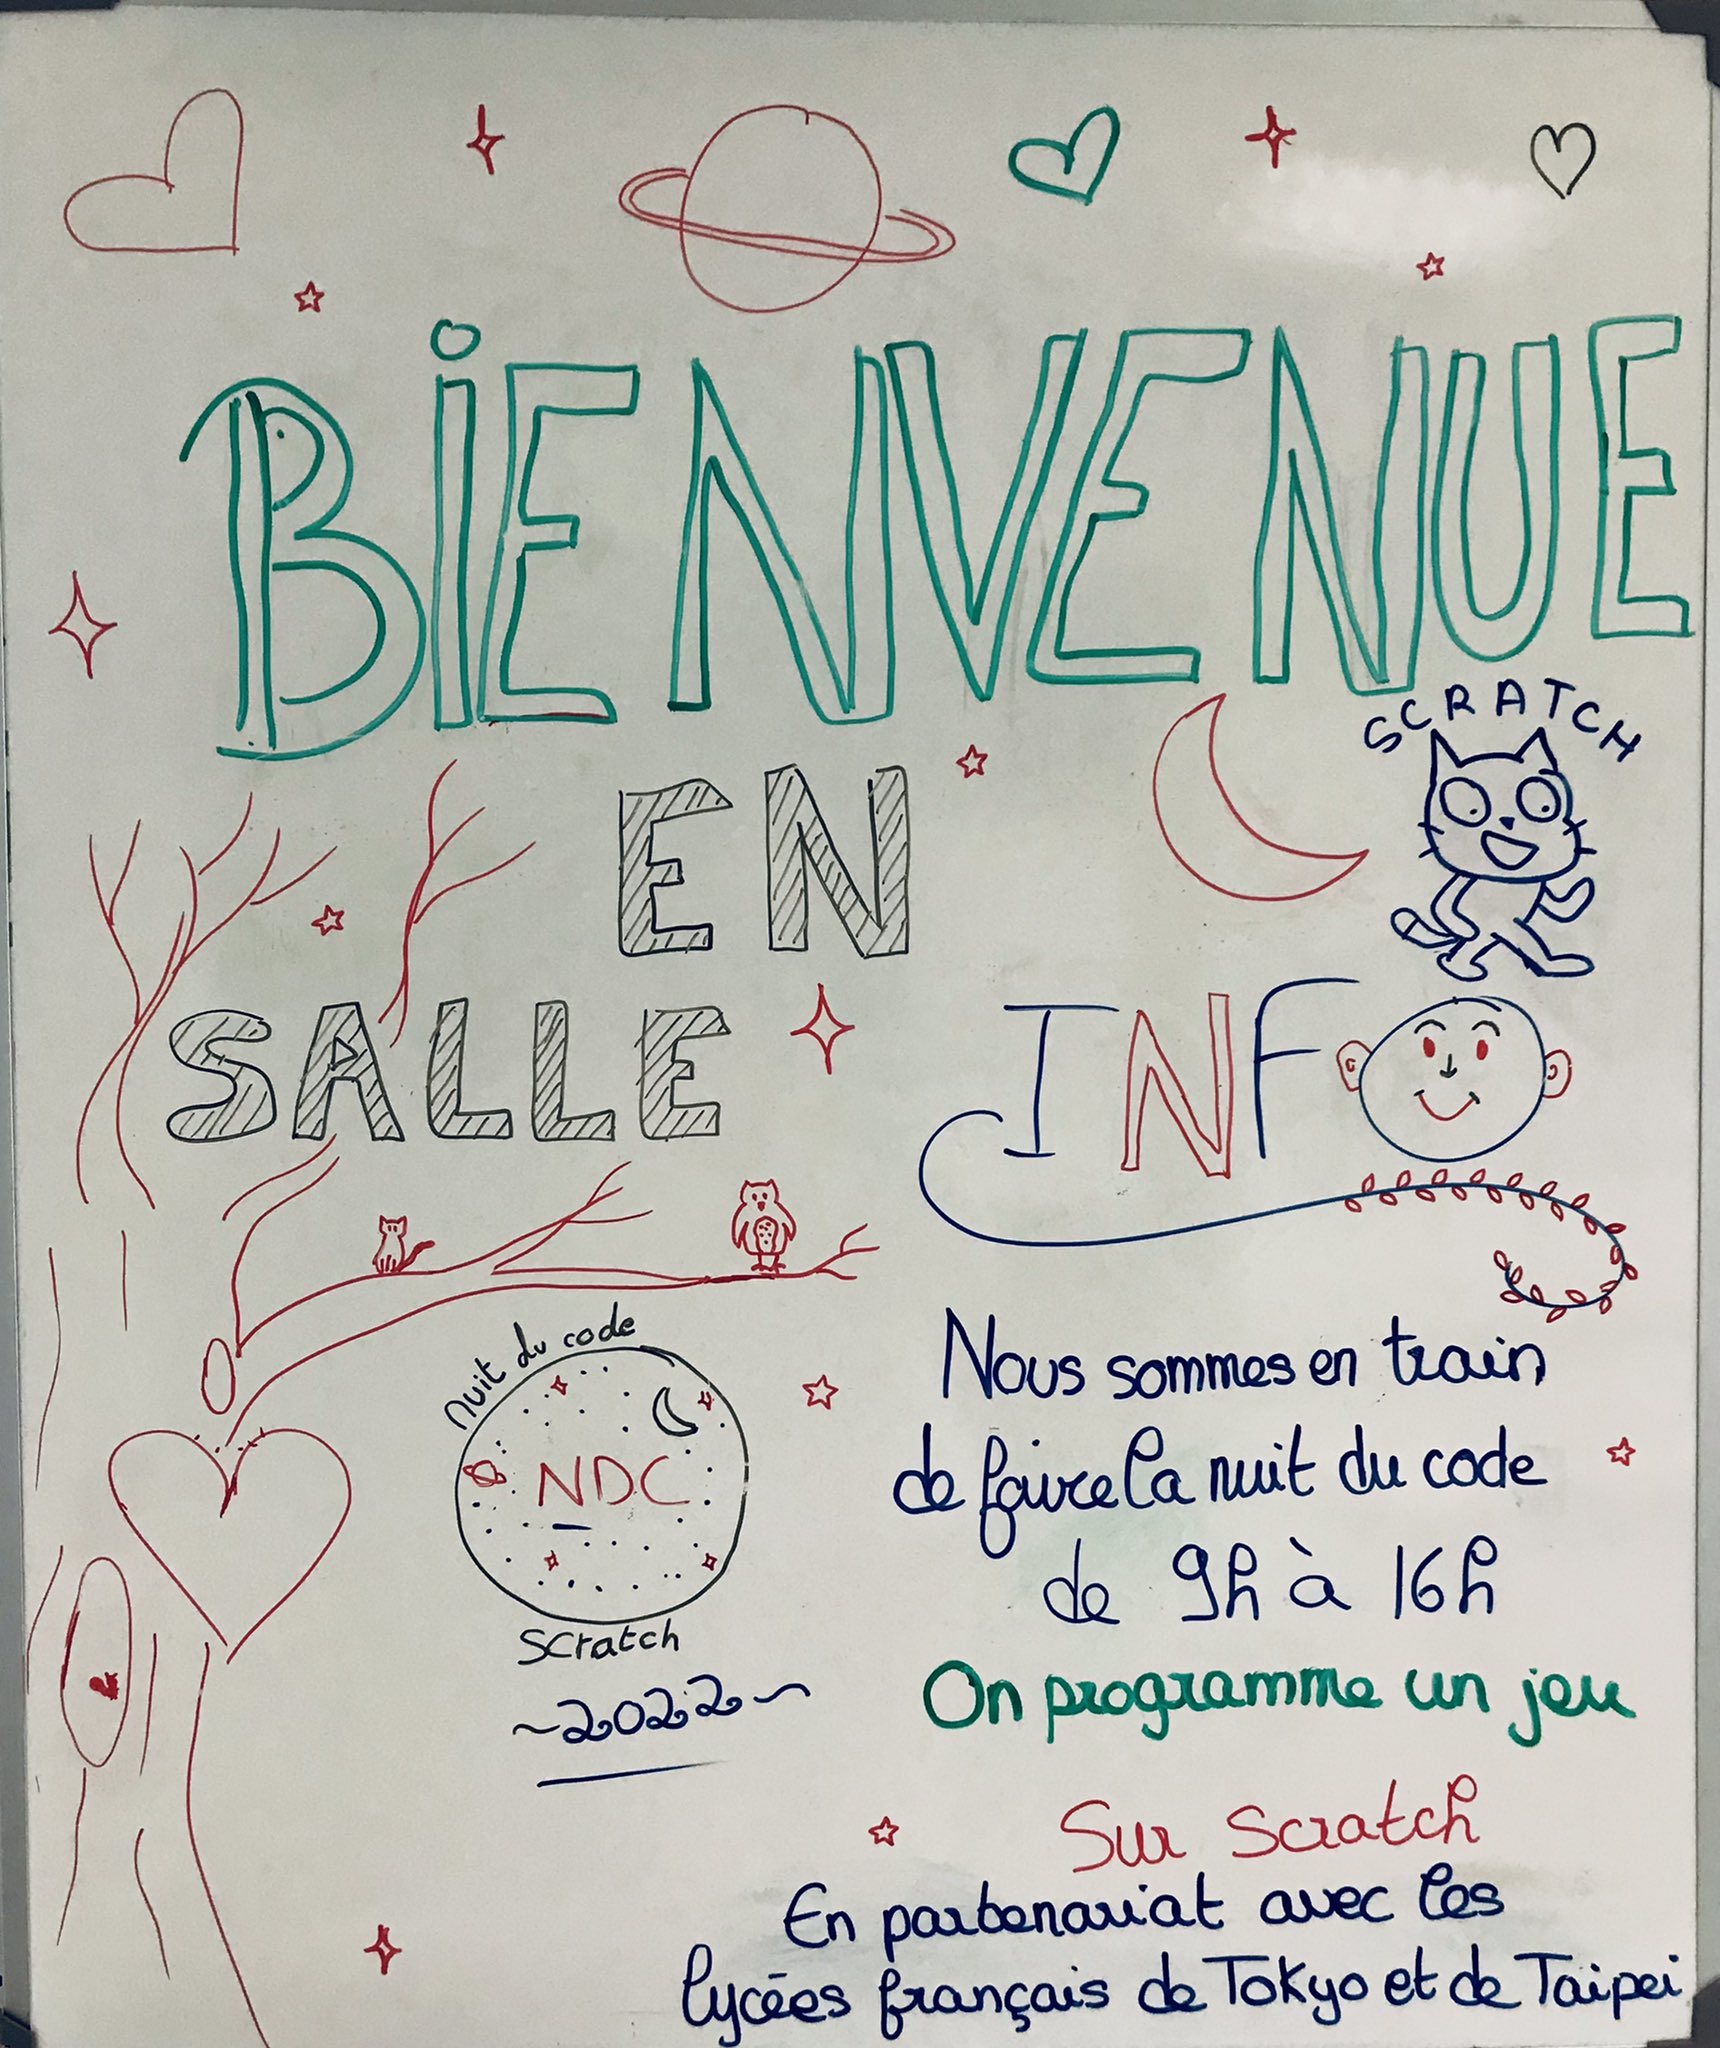 BiENVENUE
SCRATCH
EN
SALLE INFO
nuit du code
NDC
scratch
~2022~
Nous sommes en train
de faire la nuit du code
de 9h à 16h
On programme un jeu
Sur Scratch
En partenariat avec les
lycées français de Tokyo et de Taipei